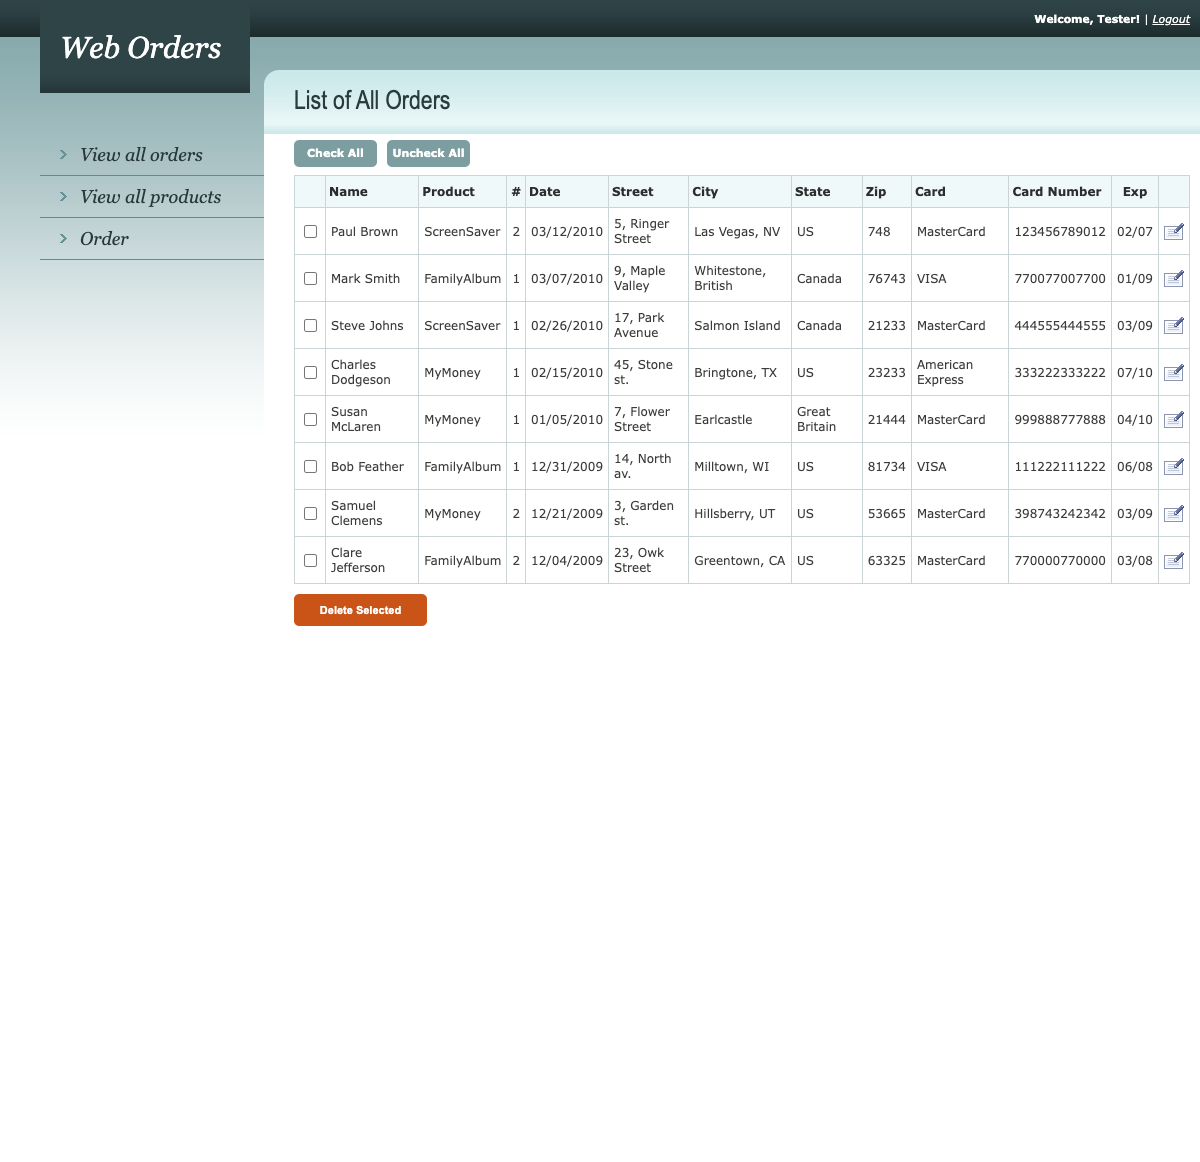 Welcome, Tester! | Logout
Web Orders
List of All Orders
View all orders
View all products
Order
Check All Uncheck All
Name Product # Date Street City State Zip Card Card Number Exp
Paul Brown ScreenSaver 2 03/12/2010 5, Ringer Street Las Vegas, NV US 748 MasterCard 123456789012 02/07
Mark Smith FamilyAlbum 1 03/07/2010 9, Maple Valley Whitestone, British Canada 76743 VISA 770077007700 01/09
Steve Johns ScreenSaver 1 02/26/2010 17, Park Avenue Salmon Island Canada 21233 MasterCard 444555444555 03/09
Charles Dodgeson MyMoney 1 02/15/2010 45, Stone st. Bringtone, TX US 23233 American Express 333222333222 07/10
Susan McLaren MyMoney 1 01/05/2010 7, Flower Street Earlcastle Great Britain 21444 MasterCard 999888777888 04/10
Bob Feather FamilyAlbum 1 12/31/2009 14, North av. Milltown, WI US 81734 VISA 111222111222 06/08
Samuel Clemens MyMoney 2 12/21/2009 3, Garden st. Hillsberry, UT US 53665 MasterCard 398743242342 03/09
Clare Jefferson FamilyAlbum 2 12/04/2009 23, Owk Street Greentown, CA US 63325 MasterCard 770000770000 03/08
Delete Selected